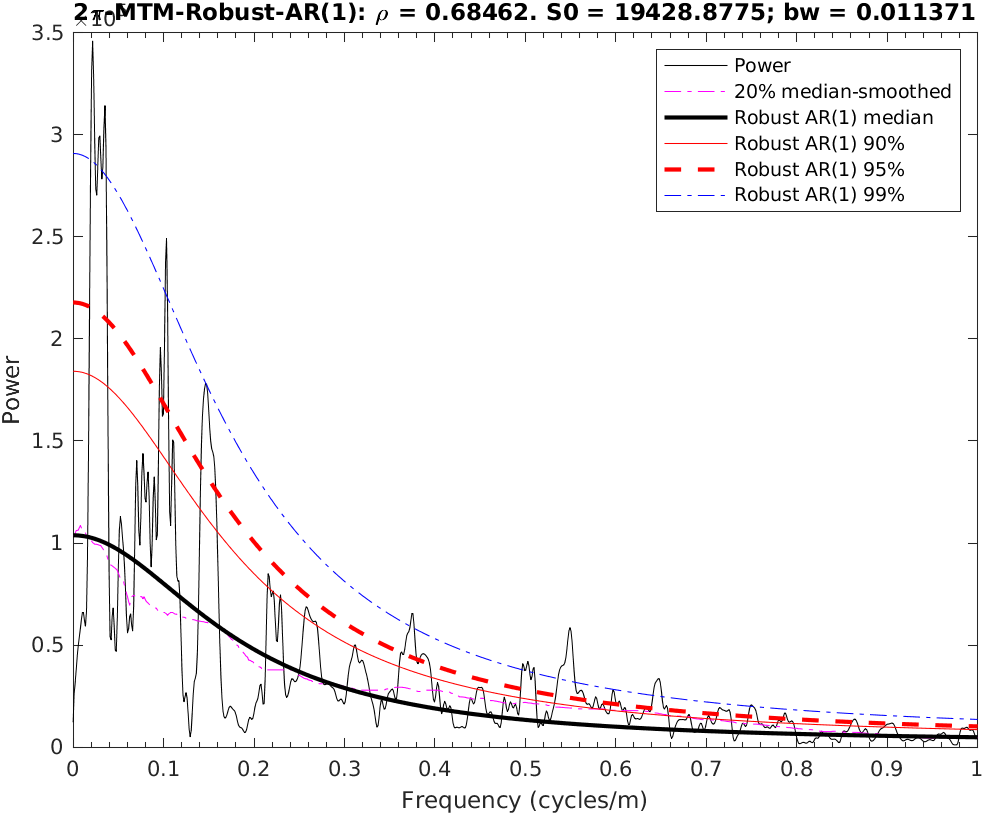 2π-MTM-Robust-AR(1): ρ = 0.68462. S0 = 19428.8775; bw = 0.011371
3.5
3
2.5
2
1.5
1
0.5
0
Power
Power
20% median-smoothed
Robust AR(1) median
Robust AR(1) 90%
Robust AR(1) 95%
Robust AR(1) 99%
0 0.1 0.2 0.3 0.4 0.5 0.6 0.7 0.8 0.9 1
Frequency (cycles/m)